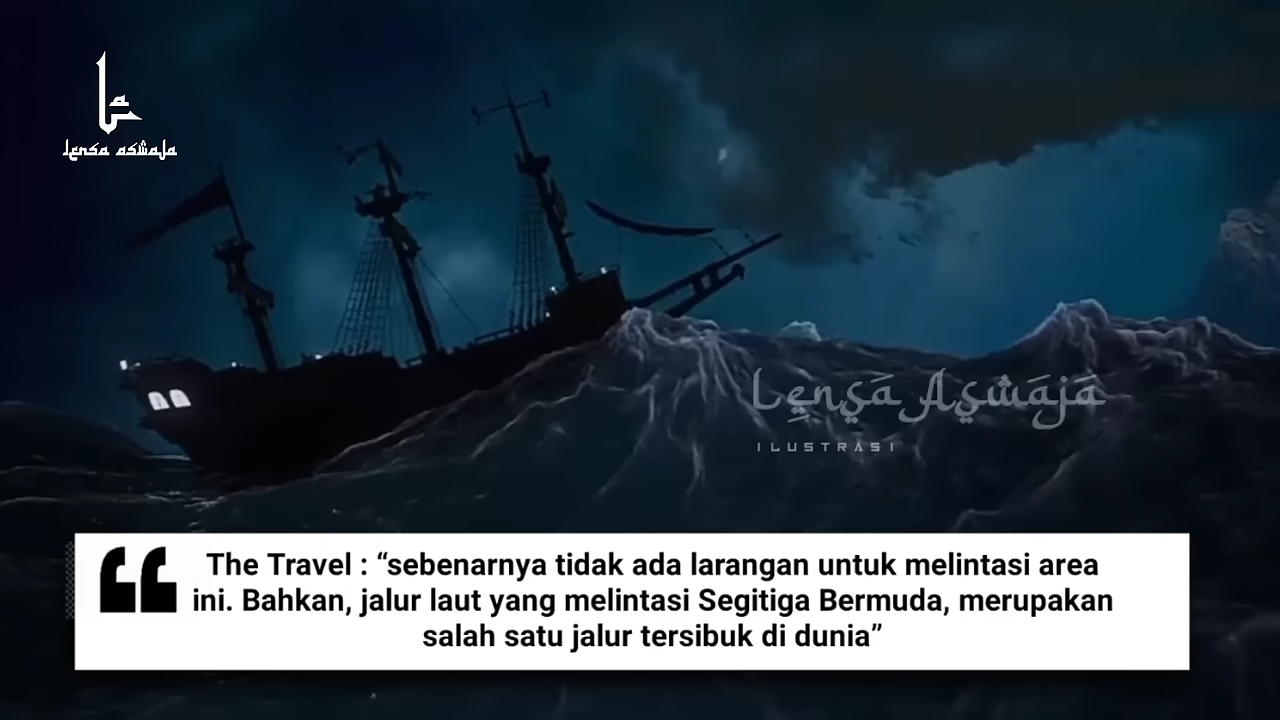 lensa aswaja
Lensa Aswaja
ILUSTRASI
The Travel : “sebenarnya tidak ada larangan untuk melintasi area
ini. Bahkan, jalur laut yang melintasi Segitiga Bermuda, merupakan
salah satu jalur tersibuk di dunia”